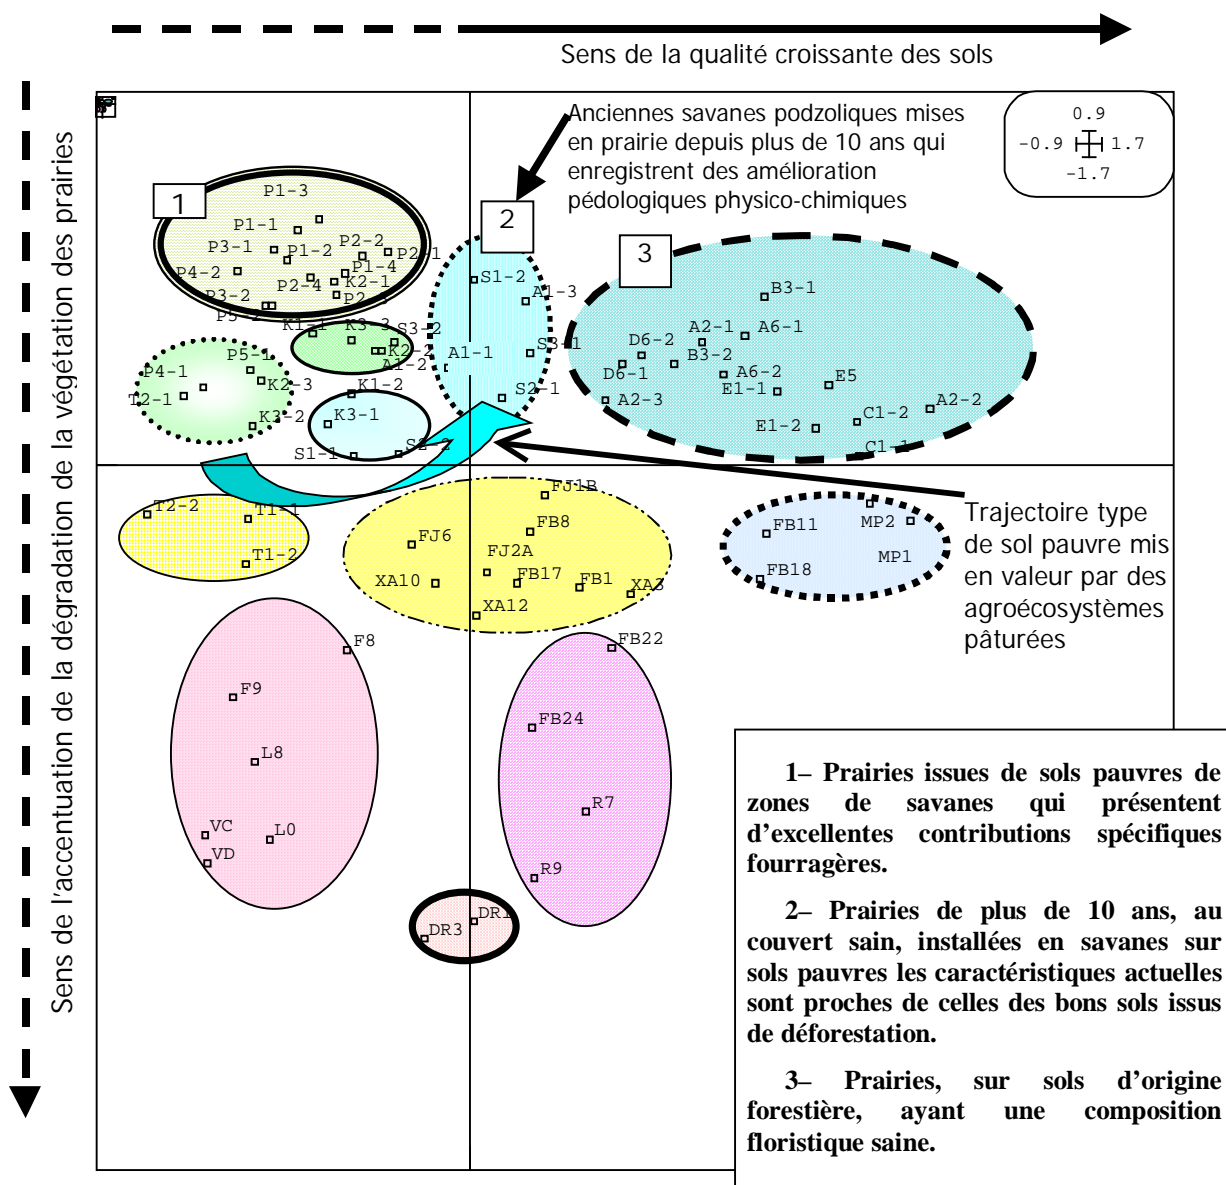 Sens de la qualité croissante des sols
Sens de l'accentuation de la dégradation de la végétation des prairies
Anciennes savanes podzoliques mises
en prairie depuis plus de 10 ans qui
enregistrent des amélioration
pédologiques physico-chimiques
0.9
-0.9 1.7
-1.7
1
2
3
P1-3
P1-1
P3-1
P1-2
P2-2
P2-1
P4-2
P2-4
P1-4
K2-1
P3-2
P2-3
P5-2
K1-1
K3-3
S3-2
K2-2
A1-2
P5-1
P4-1
K2-3
T2-1
K3-2
K1-2
K3-1
S1-1
S2-2
S1-2
A1-3
S3-1
A1-1
S2-1
B3-1
A2-1
A6-1
D6-2
B3-2
D6-1
A6-2
E1-1
E5
A2-3
A2-2
C1-2
E1-2
C1-1
T2-2
T1-1
T1-2
FJ1B
FB8
FJ6
FJ2A
XA10
FB17
FB1
XA3
XA12
FB11
MP2
MP1
FB18
Trajectoire type
de sol pauvre mis
en valeur par des
agroécosystèmes
pâturées
F8
F9
L8
VC
L0
VD
FB22
FB24
R7
R9
DR1
DR3
1– Prairies issues de sols pauvres de
zones de savanes qui présentent
d'excellentes contributions spécifiques
fourragères.
2– Prairies de plus de 10 ans, au
couvert sain, installées en savanes sur
sols pauvres les caractéristiques actuelles
sont proches de celles des bons sols issus
de déforestation.
3– Prairies, sur sols d'origine
forestière, ayant une composition
floristique saine.